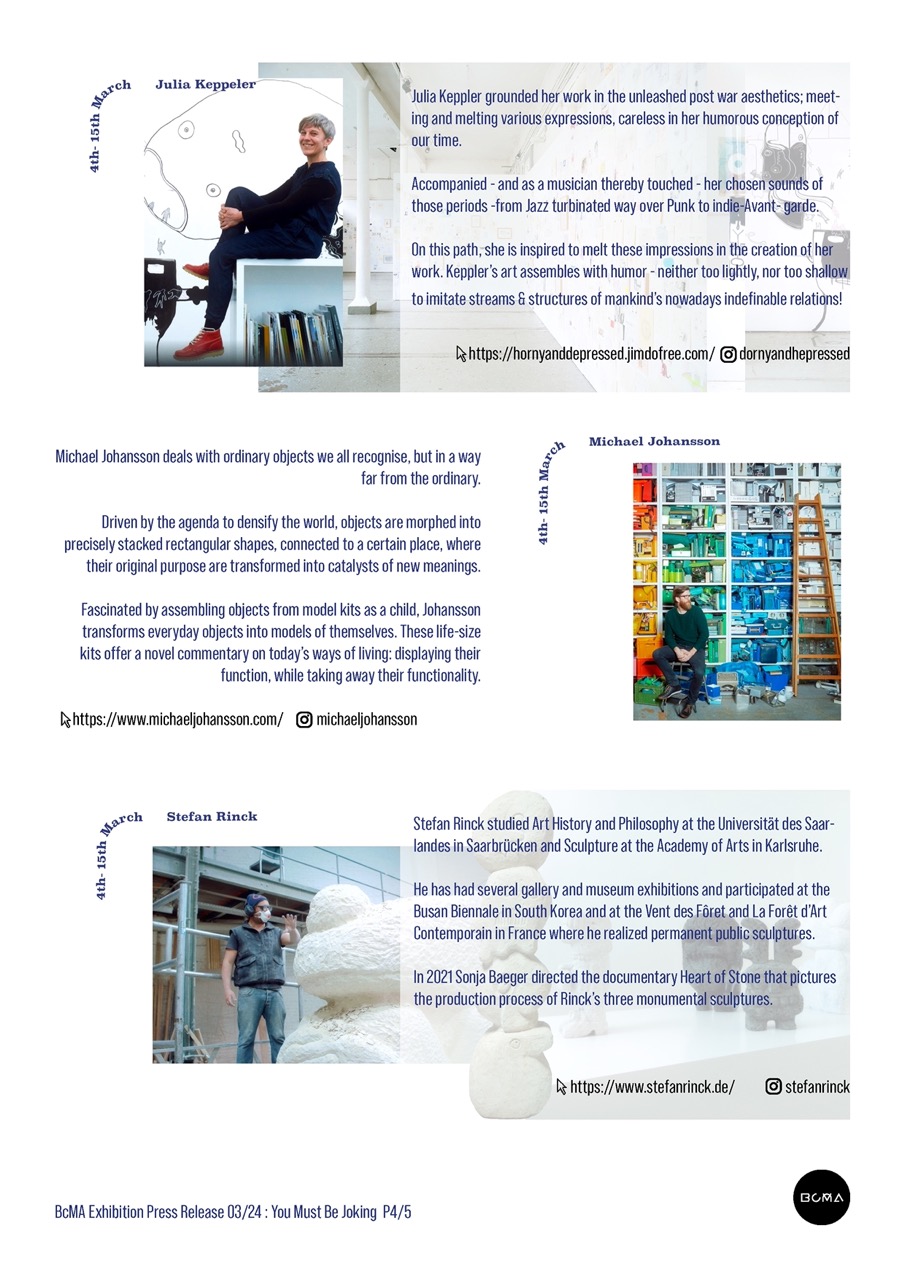 4th- 15th March
Julia Keppeler
Julia Keppler grounded her work in the unleashed post war aesthetics; meet-
ing and melting various expressions, careless in her humorous conception of
our time.
Accompanied - and as a musician thereby touched - her chosen sounds of
those periods -from Jazz turbinated way over Punk to indie-Avant- garde.
On this path, she is inspired to melt these impressions in the creation of her
work. Keppler's art assembles with humor - neither too lightly, nor too shallow
to imitate streams & structures of mankind's nowadays indefinable relations!
https://hornyanddepressed.jimdofree.com/ dornyandhepressed
Michael Johansson deals with ordinary objects we all recognise, but in a way
far from the ordinary.
Driven by the agenda to densify the world, objects are morphed into
precisely stacked rectangular shapes, connected to a certain place, where
their original purpose are transformed into catalysts of new meanings.
Fascinated by assembling objects from model kits as a child, Johansson
transforms everyday objects into models of themselves. These life-size
kits offer a novel commentary on today's ways of living: displaying their
function, while taking away their functionality.
https://www.michaeljohansson.com/ michaeljohansson
4th- 15th March
Michael Johansson
4th- 15th March
Stefan Rinck
Stefan Rinck studied Art History and Philosophy at the Universität des Saar-
landes in Saarbrücken and Sculpture at the Academy of Arts in Karlsruhe.
He has had several gallery and museum exhibitions and participated at the
Busan Biennale in South Korea and at the Vent des Fôret and La Forêt d'Art
Contemporain in France where he realized permanent public sculptures.
In 2021 Sonja Baeger directed the documentary Heart of Stone that pictures
the production process of Rinck's three monumental sculptures.
https://www.stefanrinck.de/ stefanrinck
BcMA Exhibition Press Release 03/24 : You Must Be Joking P4/5
BCMA